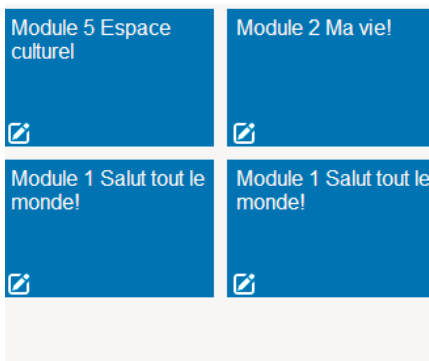 Module 5 Espace
culturel
Module 2 Ma vie!
Module 1 Salut tout le
monde!
Module 1 Salut tout le
monde!